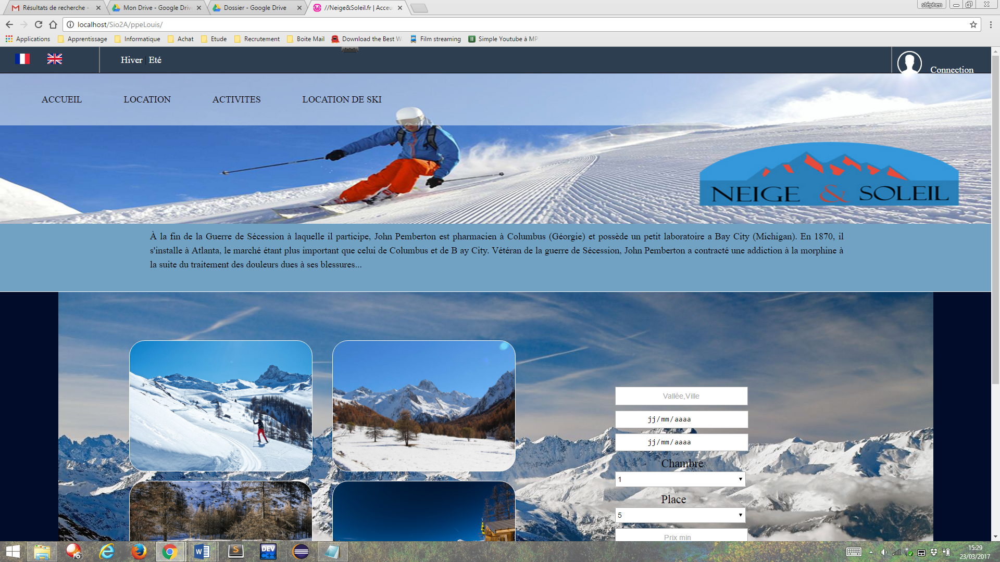 Résultats de recherche -
Mon Drive - Google Driv
Dossier - Google Drive
//Neige&Soleil.fr | Acceu
stéphen
localhost/Sio2A/ppeLouis/
Applications Apprentissage Informatique Achat Etude Recrutement Boite Mail Download the Best W Film streaming Simple Youtube à MP
Hiver | Eté
Connection
ACCUEIL LOCATION ACTIVITES LOCATION DE SKI
NEIGE & SOLEIL
À la fin de la Guerre de Sécession à laquelle il participe, John Pemberton est pharmacien à Columbus (Géorgie) et possède un petit laboratoire a Bay City (Michigan). En 1870, il
s'installe à Atlanta, le marché étant plus important que celui de Columbus et de B ay City. Vétéran de la guerre de Sécession, John Pemberton a contracté une addiction à la morphine à
la suite du traitement des douleurs dues à ses blessures...
Vallée,Ville
jj/mm/aaaa
jj/mm/aaaa
Chambre
1
Place
5
Prix min
W
S
DEV
C++
15:29
23/03/2017